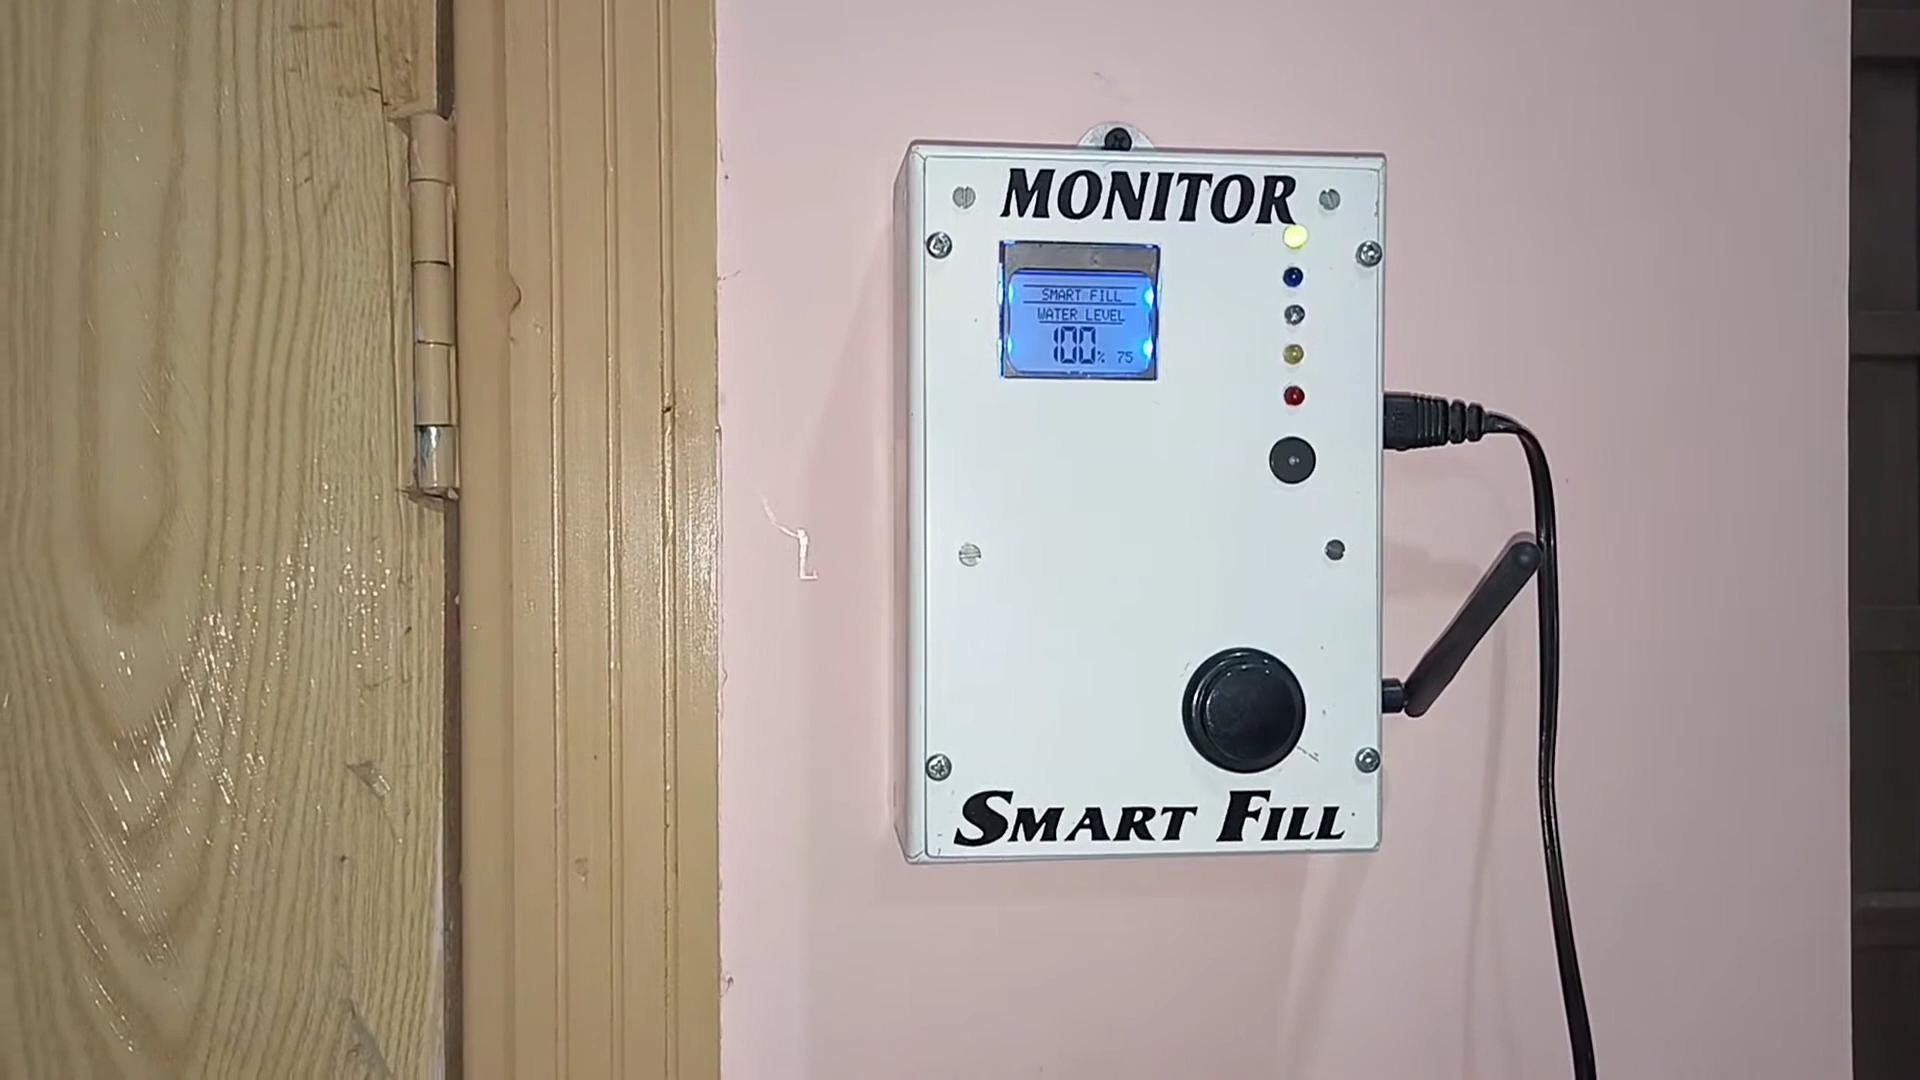 MONITOR
SMART FILL
WATER LEVEL
100% 75
SMART FILL